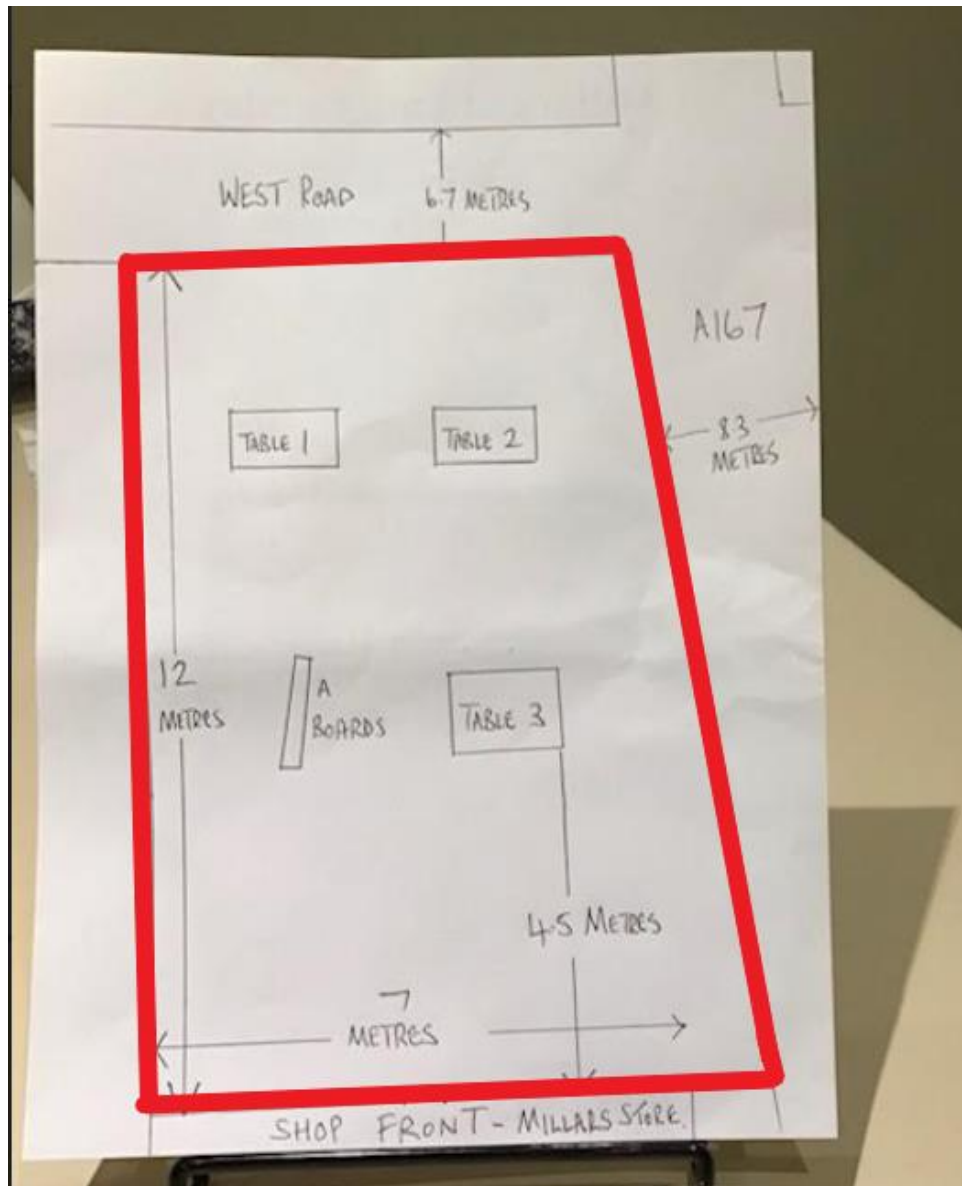 WEST ROAD
6.7 METRES
A167
8.3
METRES
TABLE 1
TABLE 2
12
METRES
A
BOARDS
TABLE 3
4.5 METRES
7
METRES
SHOP FRONT - MILLARS STORE